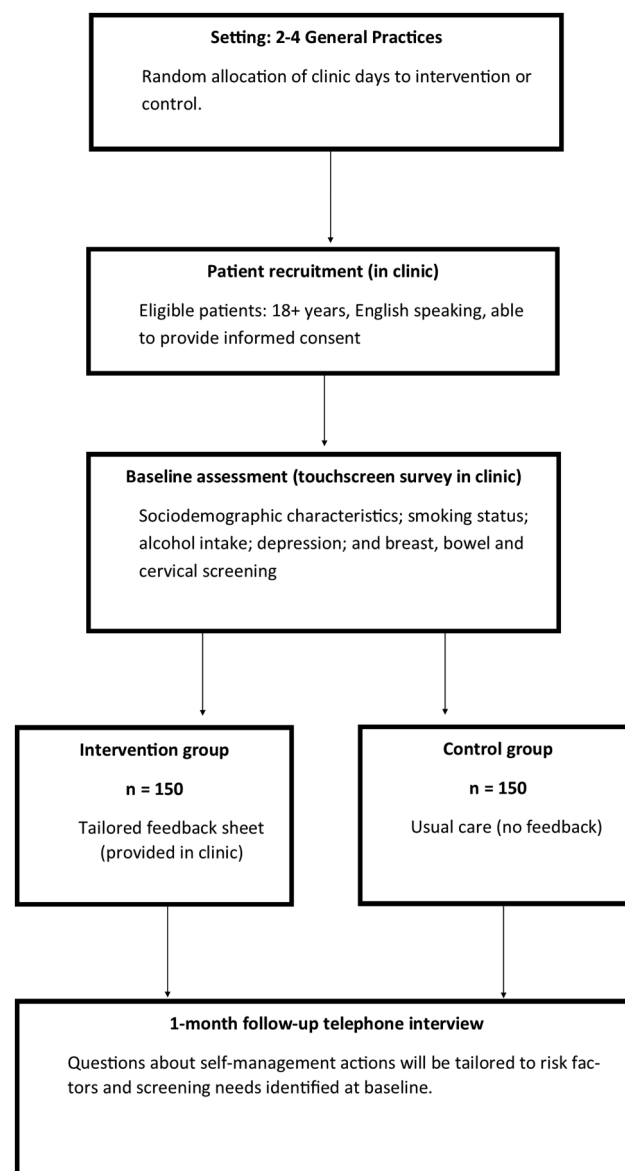 Setting: 2-4 General Practices
Random allocation of clinic days to intervention or
control.
Patient recruitment (in clinic)
Eligible patients: 18+ years, English speaking, able
to provide informed consent
Baseline assessment (touchscreen survey in clinic)
Sociodemographic characteristics; smoking status;
alcohol intake; depression; and breast, bowel and
cervical screening
Intervention group
n = 150
Tailored feedback sheet
(provided in clinic)
Control group
n = 150
Usual care (no feedback)
1-month follow-up telephone interview
Questions about self-management actions will be tailored to risk fac-
tors and screening needs identified at baseline.